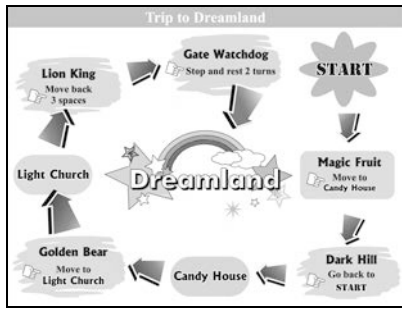 Trip to Dreamland
START
Magic Fruit
Move to
Candy House
Dark Hill
Go back to
START
Candy House
Golden Bear
Move to
Light Church
Light Church
Lion King
Move back
3 spaces
Gate Watchdog
Stop and rest 2 turns
Dreamland